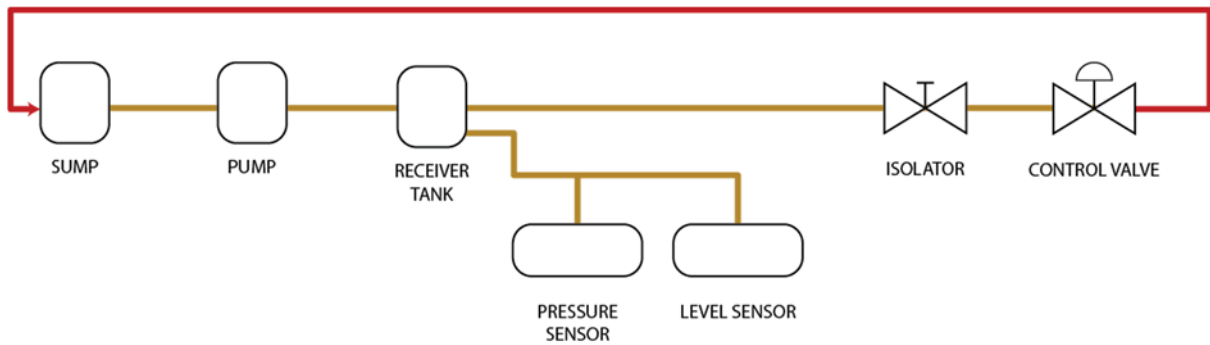 SUMP
PUMP
RECEIVER
TANK
ISOLATOR
CONTROL VALVE
PRESSURE
SENSOR
LEVEL SENSOR